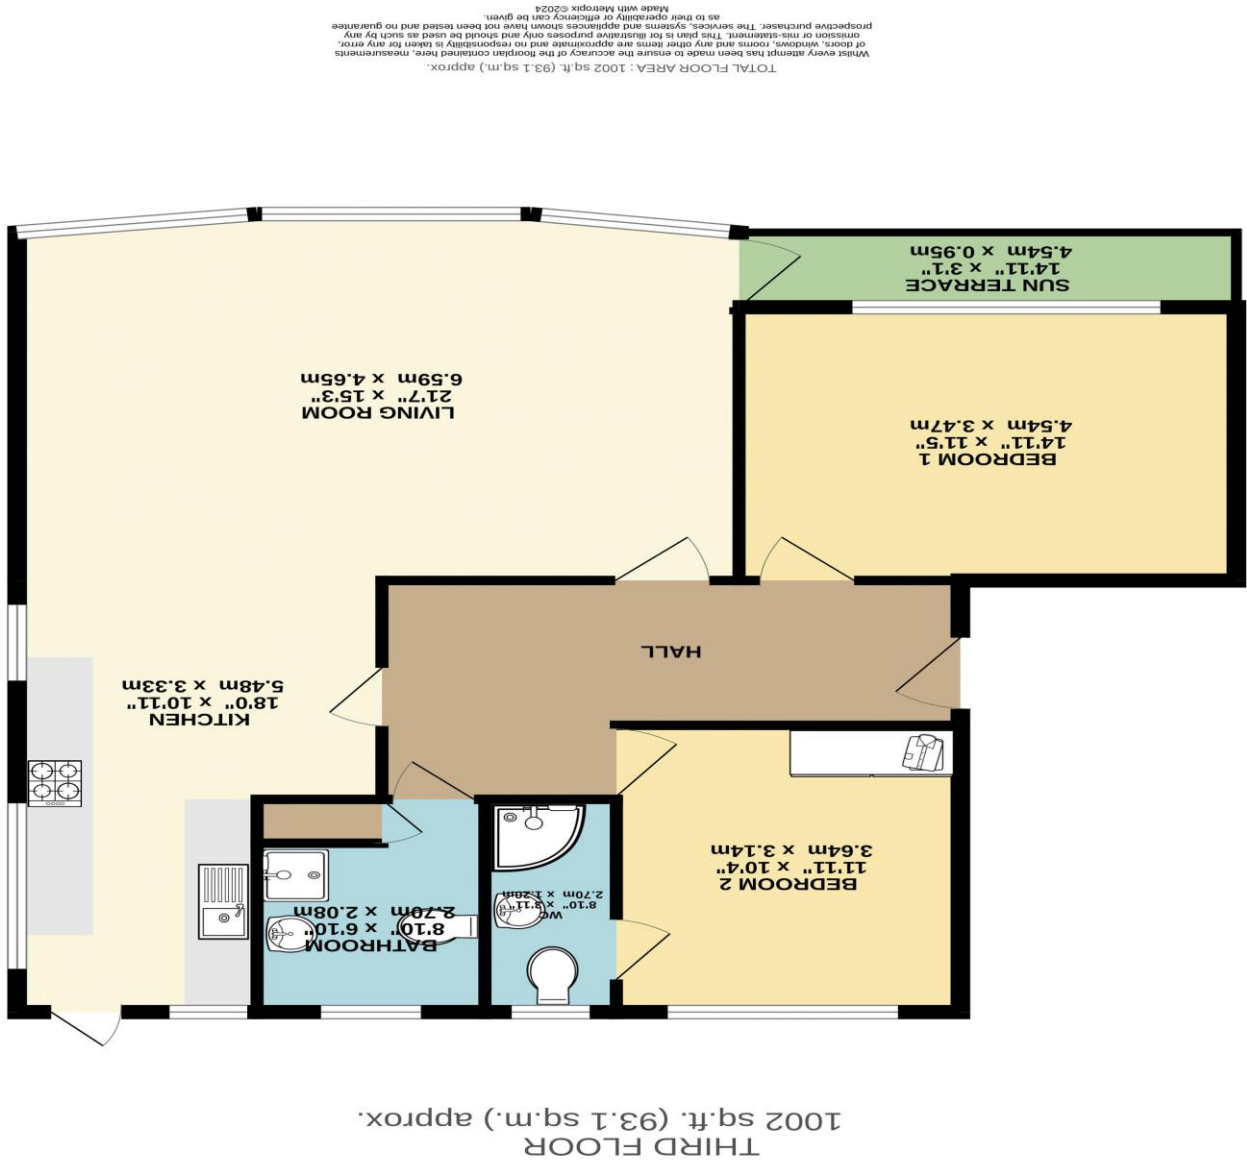 THIRD FLOOR
1002 sq.ft. (93.1 sq.m.) approx.
BATHROOM
8'10" x 6'10"
2.70m x 2.08m
WC
8'10" x 3'11"
2.70m x 1.20m
BEDROOM 2
11'11" x 10'4"
3.64m x 3.14m
KITCHEN
18'0" x 10'11"
5.48m x 3.33m
HALL
BEDROOM 1
14'11" x 11'5"
4.54m x 3.47m
LIVING ROOM
21'7" x 15'3"
6.59m x 4.65m
SUN TERRACE
14'11" x 3'1"
4.54m x 0.95m
TOTAL FLOOR AREA : 1002 sq.ft. (93.1 sq.m.) approx.
Whilst every attempt has been made to ensure the accuracy of the floorplan contained here, measurements
of doors, windows, rooms and any other items are approximate and no responsibility is taken for any error,
omission or mis-statement. This plan is for illustrative purposes only and should be used as such by any
prospective purchaser. The services, systems and appliances shown have not been tested and no guarantee
as to their operability or efficiency can be given.
Made with Metropix ©2024